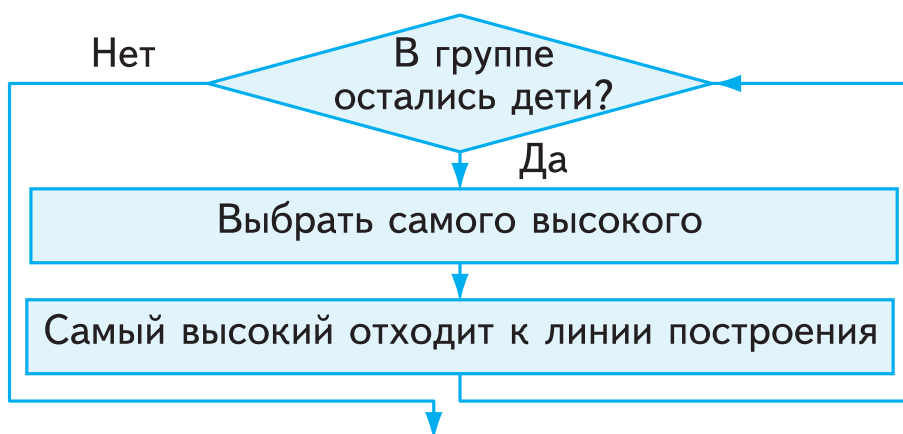 Нет
В группе
остались дети?
Да
Выбрать самого высокого
Самый высокий отходит к линии построения